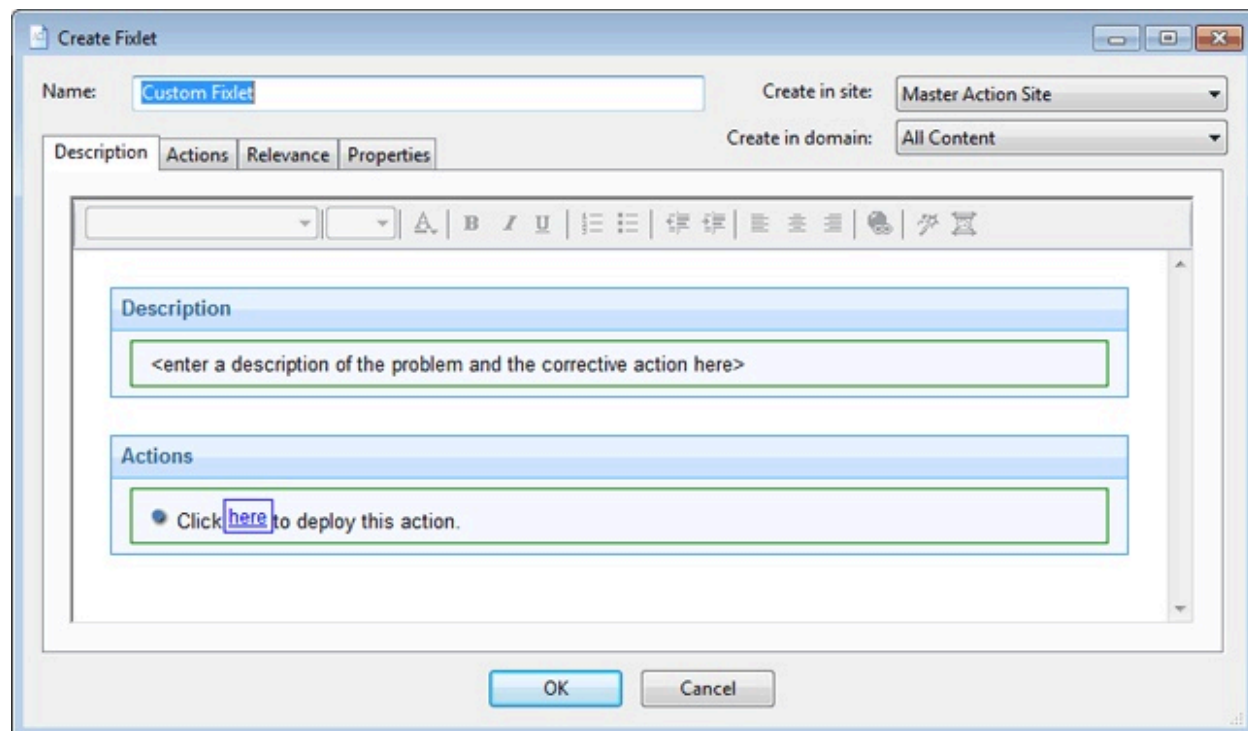 Create Fixlet
Name: Custom Fixlet Create in site: Master Action Site
Create in domain: All Content
Description Actions Relevance Properties
A B I U
Description
<enter a description of the problem and the corrective action here>
Actions
Click here to deploy this action.
OK Cancel